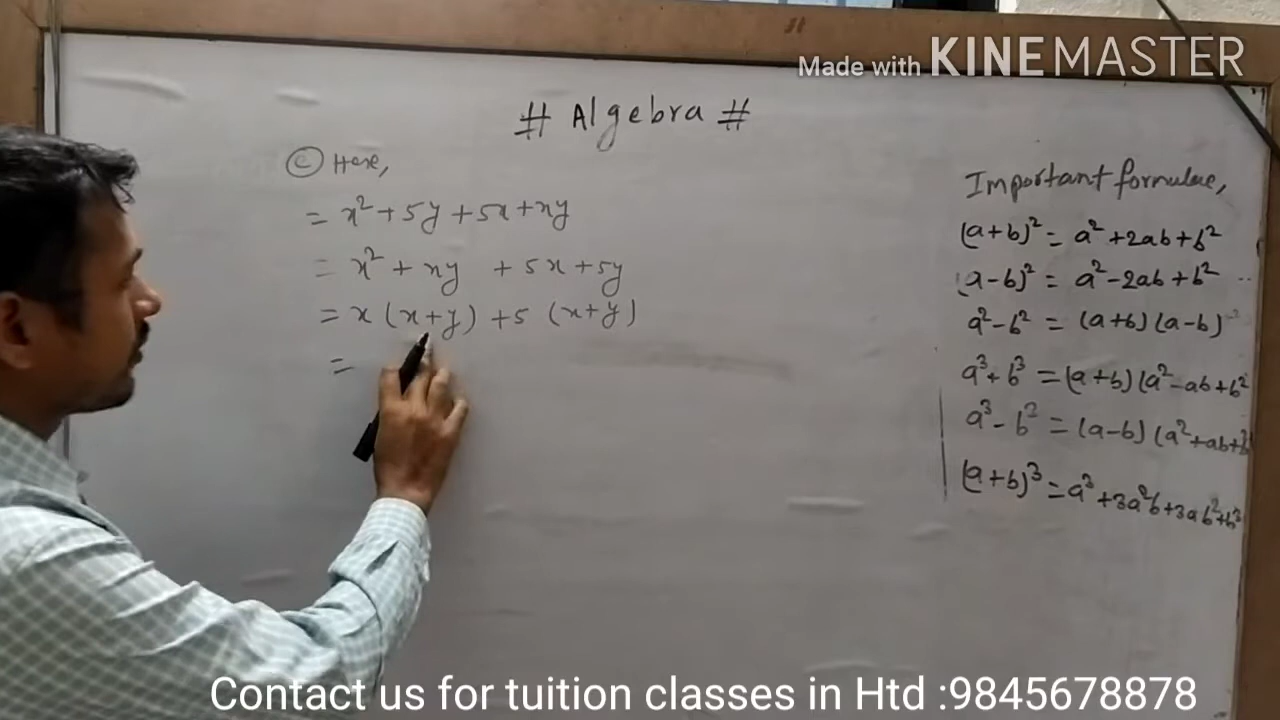 Made with KINEMASTER
# Algebra #
(c) Here,
= x² + 5y + 5x + xy
= x² + xy + 5x + 5y
= x (x + y) + 5 (x + y)
=
Important formulae,
(a+b)² = a² + 2ab + b²
(a-b)² = a² - 2ab + b²
a² - b² = (a+b) (a-b)
a³ + b³ = (a+b) (a² - ab + b²
a³ - b³ = (a-b) (a² + ab + b²
(a+b)³ = a³ + 3a²b + 3ab² + b³
Contact us for tuition classes in Htd :9845678878